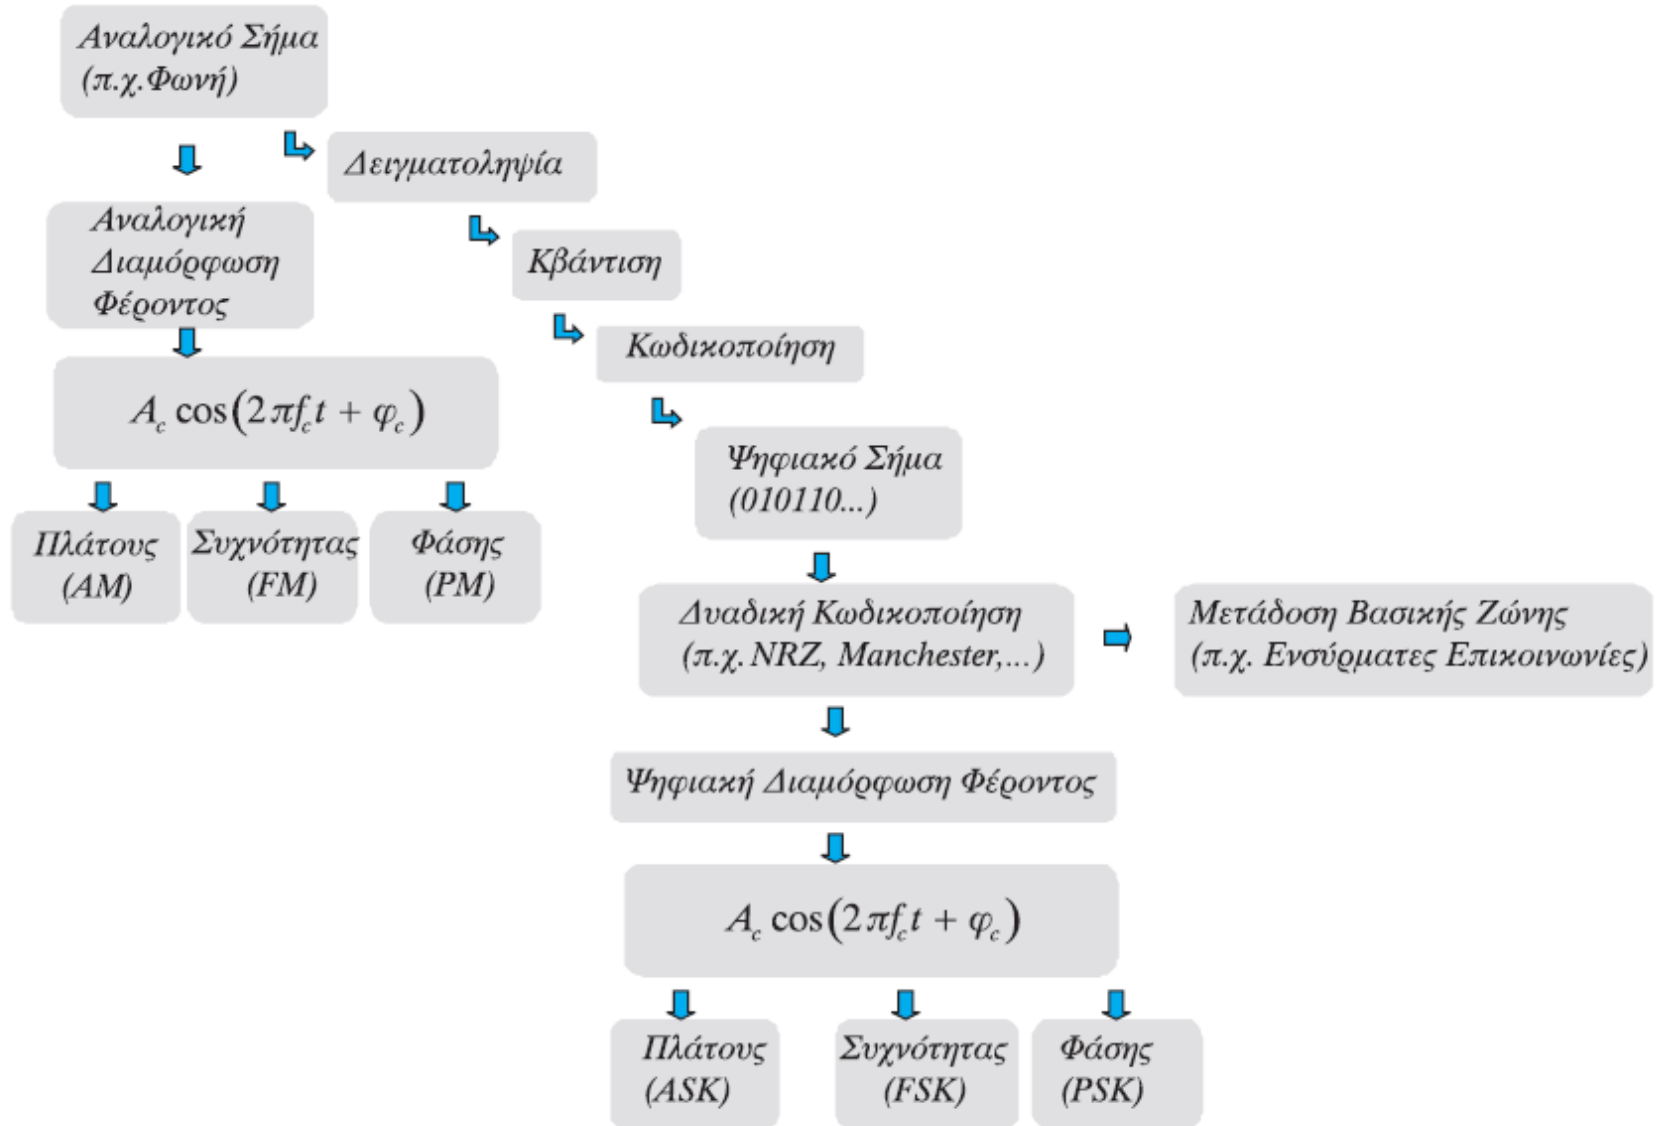 Αναλογικό Σήμα
(π.χ.Φωνή)
Δειγματοληψία
Αναλογική
Διαμόρφωση
Φέροντος
Κβάντιση
Κωδικοποίηση
A_c cos(2πf_c t + φ_c)
Ψηφιακό Σήμα
(010110...)
Πλάτους
(AM)
Συχνότητας
(FM)
Φάσης
(PM)
Δυαδική Κωδικοποίηση
(π.χ. NRZ, Manchester,...)
Μετάδοση Βασικής Ζώνης
(π.χ. Ενσύρματες Επικοινωνίες)
Ψηφιακή Διαμόρφωση Φέροντος
A_c cos(2πf_c t + φ_c)
Πλάτους
(ASK)
Συχνότητας
(FSK)
Φάσης
(PSK)